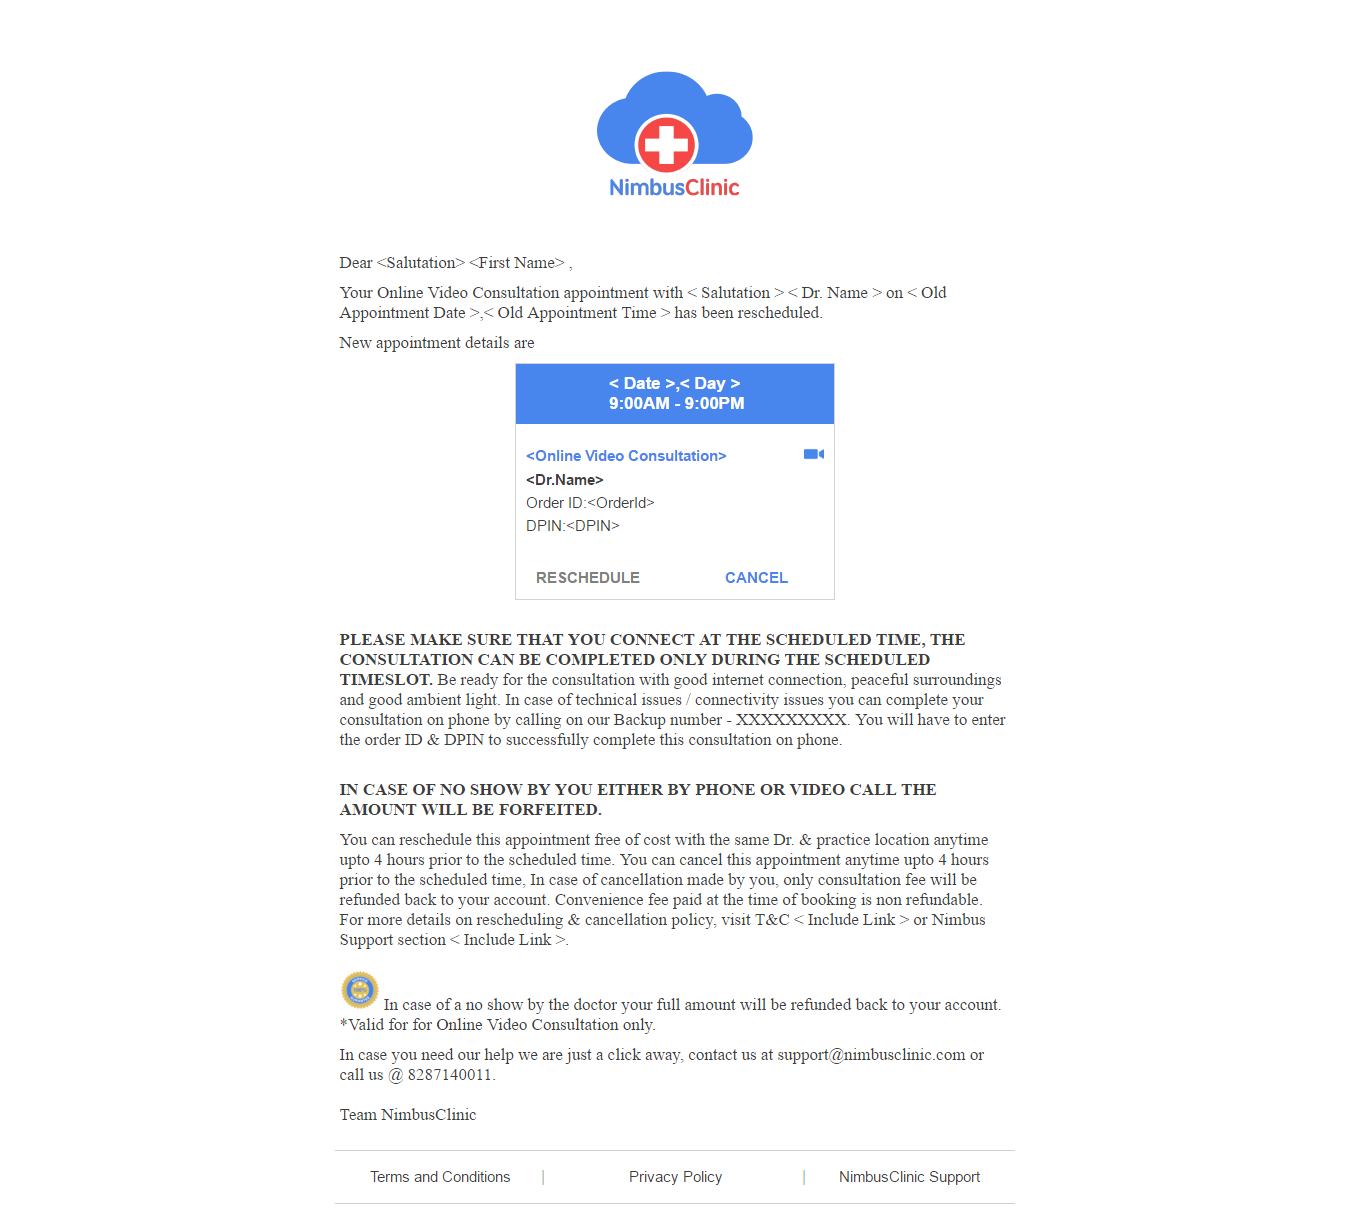 NimbusClinic
Dear <Salutation> <First Name> ,
Your Online Video Consultation appointment with < Salutation > < Dr. Name > on < Old
Appointment Date >,< Old Appointment Time > has been rescheduled.
New appointment details are
< Date >,< Day >
9:00AM - 9:00PM
<Online Video Consultation>
<Dr.Name>
Order ID:<OrderId>
DPIN:<DPIN>
RESCHEDULE CANCEL
PLEASE MAKE SURE THAT YOU CONNECT AT THE SCHEDULED TIME, THE
CONSULTATION CAN BE COMPLETED ONLY DURING THE SCHEDULED
TIMESLOT. Be ready for the consultation with good internet connection, peaceful surroundings
and good ambient light. In case of technical issues / connectivity issues you can complete your
consultation on phone by calling on our Backup number - XXXXXXXXX. You will have to enter
the order ID & DPIN to successfully complete this consultation on phone.
IN CASE OF NO SHOW BY YOU EITHER BY PHONE OR VIDEO CALL THE
AMOUNT WILL BE FORFEITED.
You can reschedule this appointment free of cost with the same Dr. & practice location anytime
upto 4 hours prior to the scheduled time. You can cancel this appointment anytime upto 4 hours
prior to the scheduled time, In case of cancellation made by you, only consultation fee will be
refunded back to your account. Convenience fee paid at the time of booking is non refundable.
For more details on rescheduling & cancellation policy, visit T&C < Include Link > or Nimbus
Support section < Include Link >.
In case of a no show by the doctor your full amount will be refunded back to your account.
*Valid for for Online Video Consultation only.
In case you need our help we are just a click away, contact us at support@nimbusclinic.com or
call us @ 8287140011.
Team NimbusClinic
Terms and Conditions | Privacy Policy | NimbusClinic Support